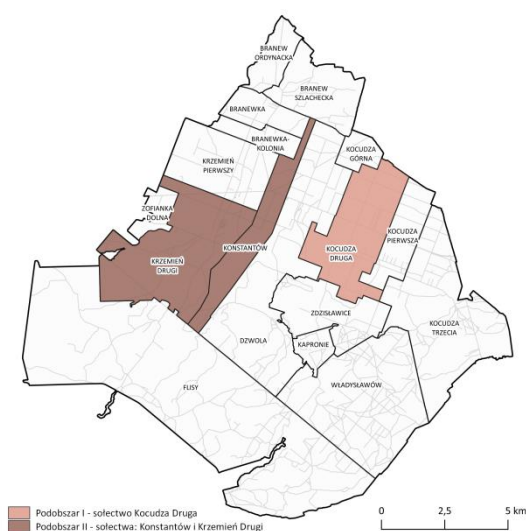 BRANEW
ORDYNACKA
BRANEW
SZLACHECKA
BRANEWKA
BRANEWKA-
KOLONIA
KRZEMIEŃ
PIERWSZY
KOCUDZA
GÓRNA
ZOFIANKA
DOLNA
KOCUDZA
PIERWSZA
KONSTANTÓW
KOCUDZA
DRUGA
KRZEMIEŃ
DRUGI
ZDZISŁAWICE
KOCUDZA
TRZECIA
DZWOLA
KAPRONIE
FLISY
WŁADYSŁAWÓW
Podobszar I - sołectwo Kocudza Druga
Podobszar II - sołectwa: Konstantów i Krzemień Drugi
0 2,5 5 km